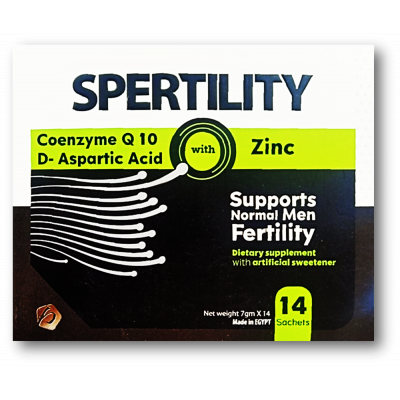 SPERTILITY
Coenzyme Q 10
D- Aspartic Acid
with
Zinc
Supports
Normal Men
Fertility
Dietary supplement
with artificial sweetener
Net weight 7gm X 14
Made in EGYPT
14
Sachets